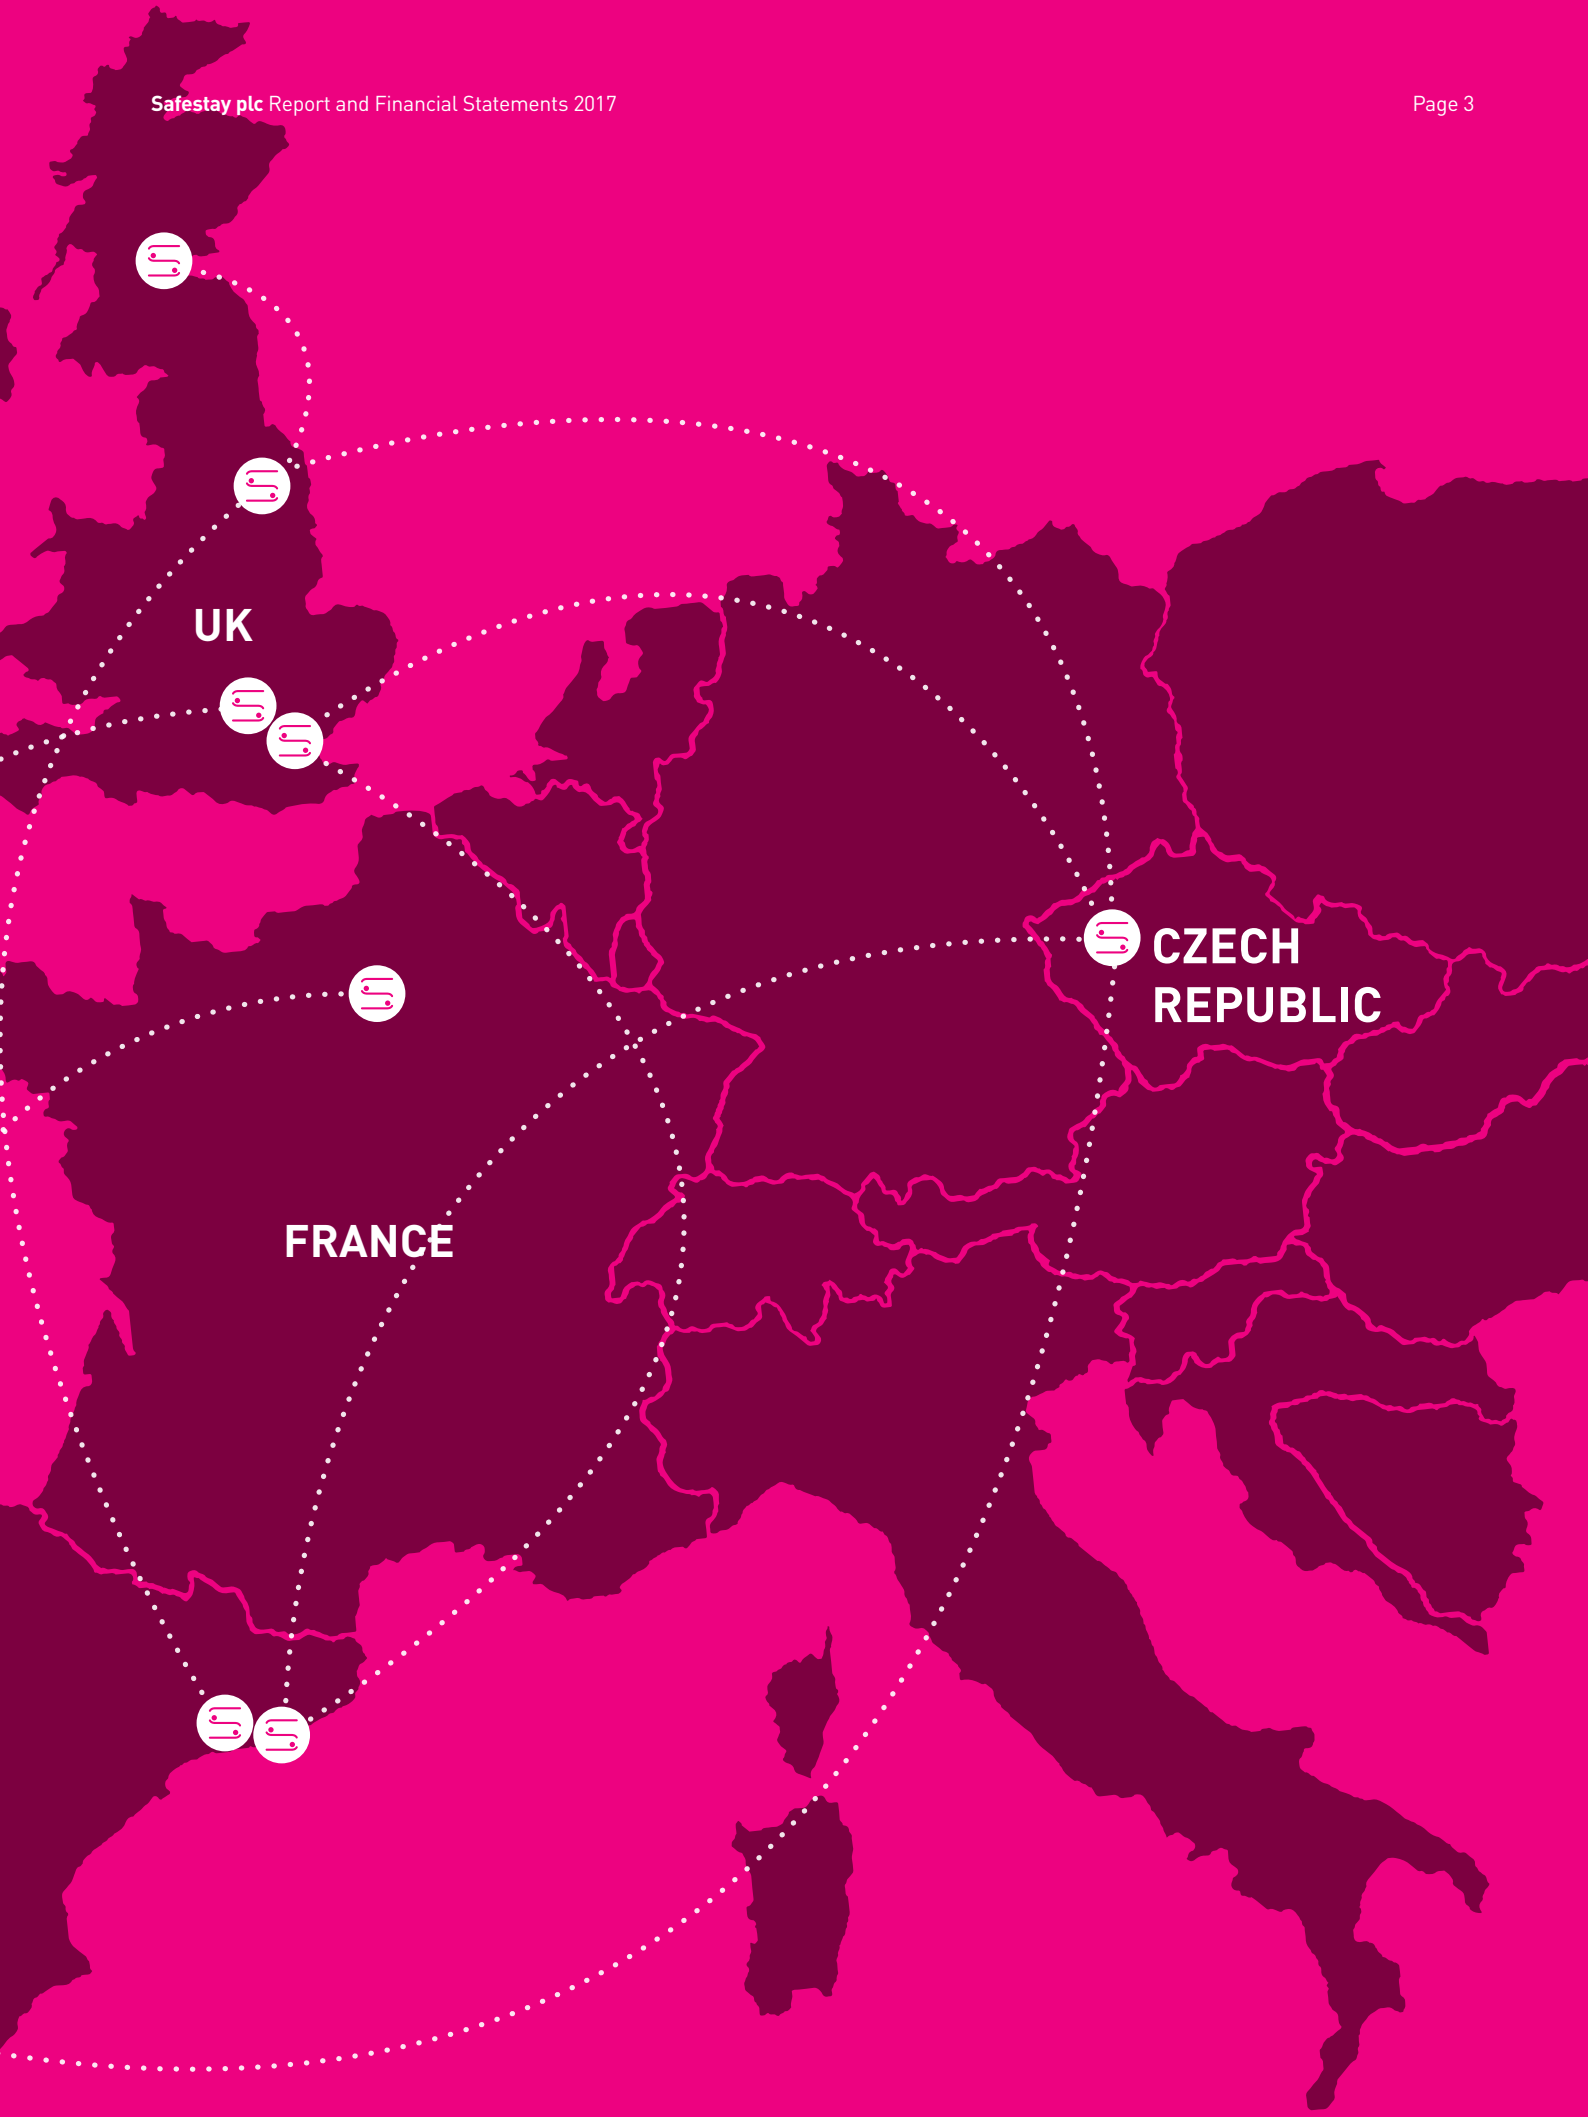 Safestay plc Report and Financial Statements 2017
Page 3
UK
CZECH
REPUBLIC
FRANCE